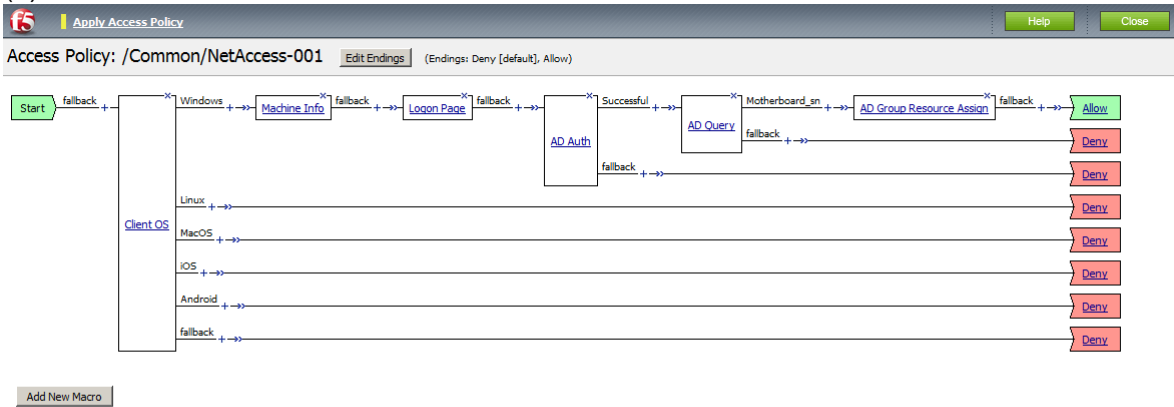 f5 Apply Access Policy Help Close
Access Policy: /Common/NetAccess-001 Edit Endings (Endings: Deny [default], Allow)
Start fallback + Windows + Machine Info fallback + Logon Page fallback + Successful + Motherboard_sn + AD Group Resource Assign fallback + Allow
AD Query fallback + Deny
AD Auth fallback + Deny
Linux + Deny
Client OS
MacOS + Deny
iOS + Deny
Android + Deny
fallback + Deny
Add New Macro